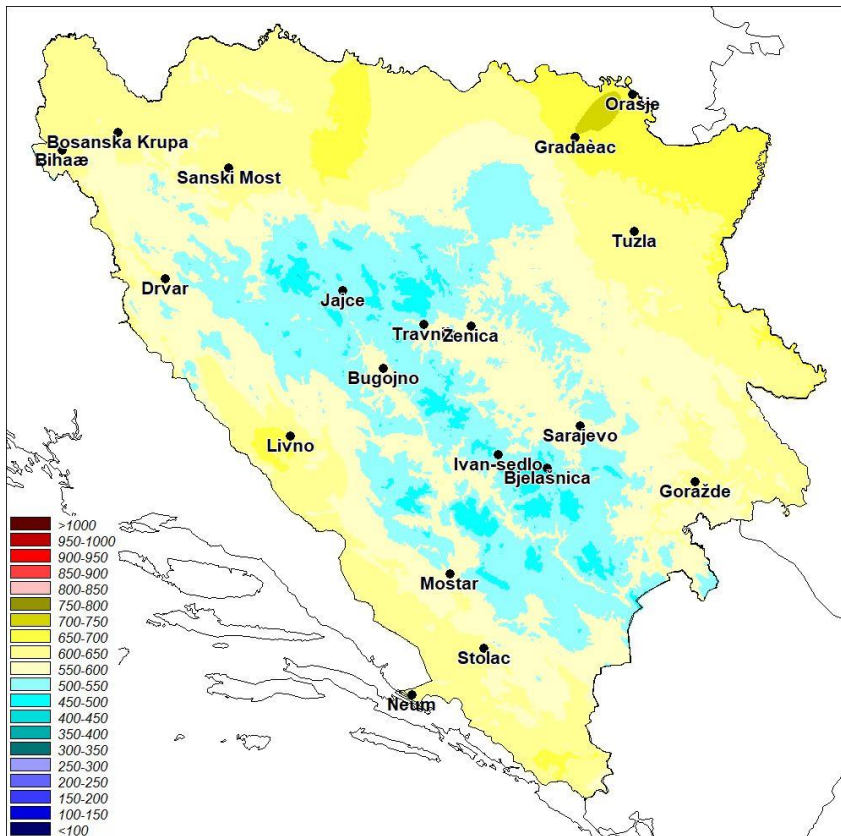 Orašje
Bosanska Krupa
Gradaèac
Bihaæ
Sanski Most
Tuzla
Drvar
Jajce
Travnik
Zenica
Bugojno
Sarajevo
Livno
Ivan-sedlo
Bjelašnica
Goražde
Mostar
Stolac
Neum
>1000
950-1000
900-950
850-900
800-850
750-800
700-750
650-700
600-650
550-600
500-550
450-500
400-450
350-400
300-350
250-300
200-250
150-200
100-150
<100